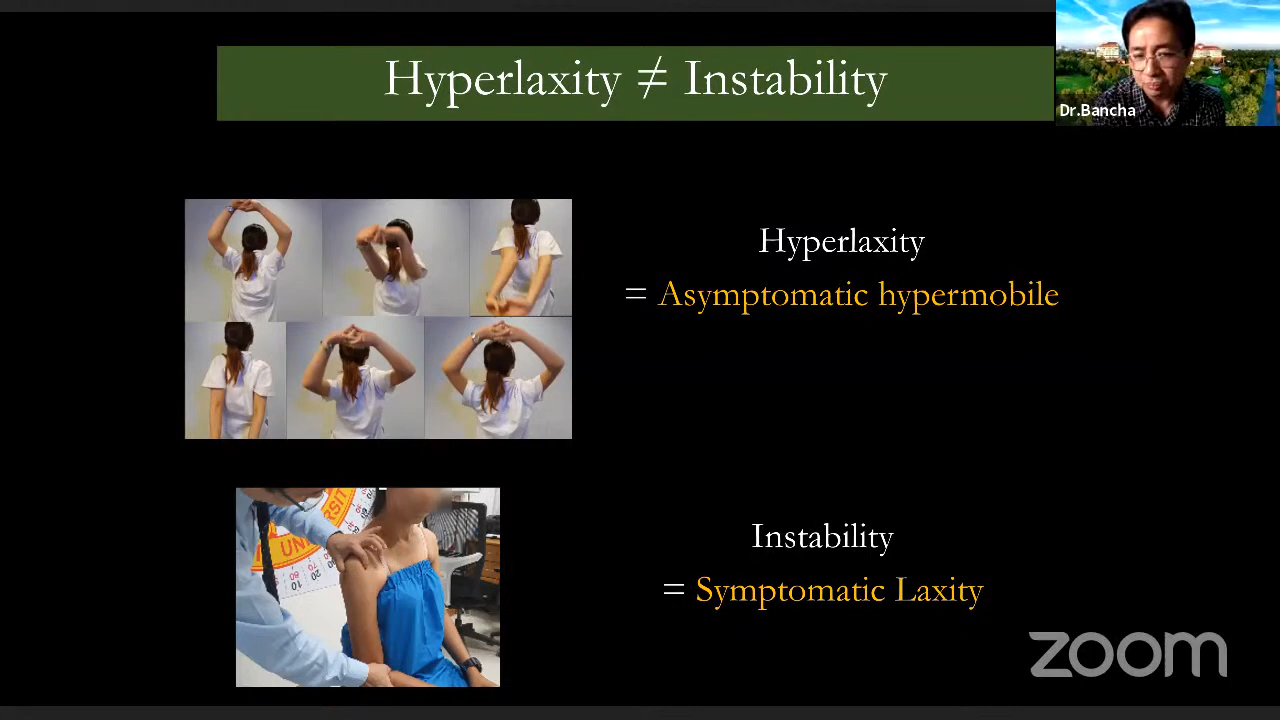 Hyperlaxity ≠ Instability
Dr.Bancha
Hyperlaxity
= Asymptomatic hypermobile
Instability
= Symptomatic Laxity
zoom